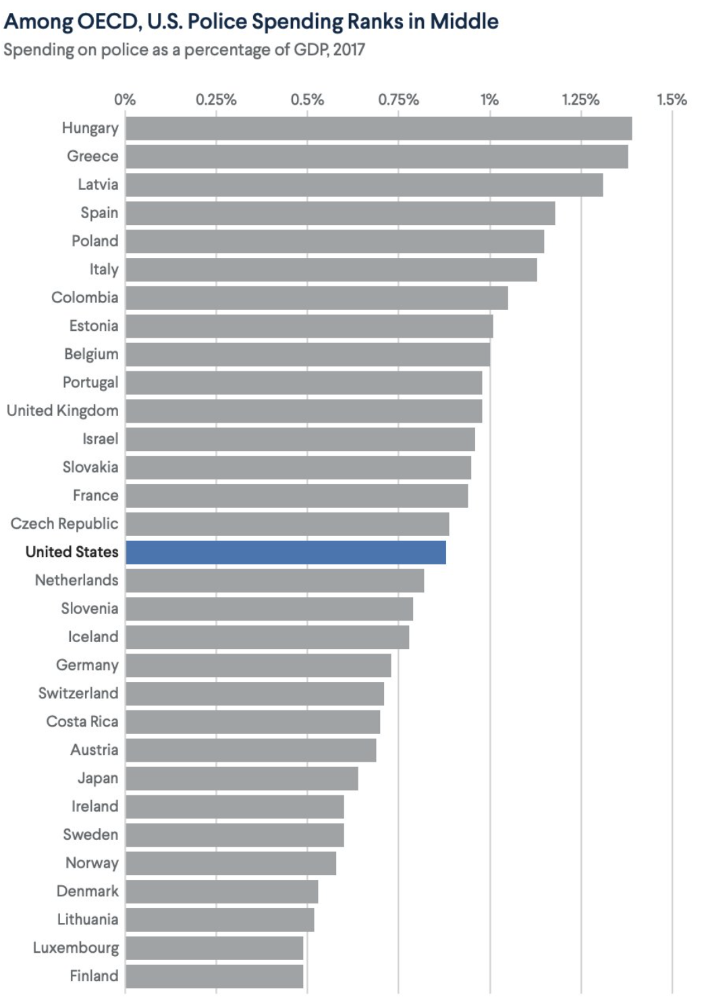 Among OECD, U.S. Police Spending Ranks in Middle
Spending on police as a percentage of GDP, 2017
0% 0.25% 0.5% 0.75% 1% 1.25% 1.5%
Hungary
Greece
Latvia
Spain
Poland
Italy
Colombia
Estonia
Belgium
Portugal
United Kingdom
Israel
Slovakia
France
Czech Republic
United States
Netherlands
Slovenia
Iceland
Germany
Switzerland
Costa Rica
Austria
Japan
Ireland
Sweden
Norway
Denmark
Lithuania
Luxembourg
Finland